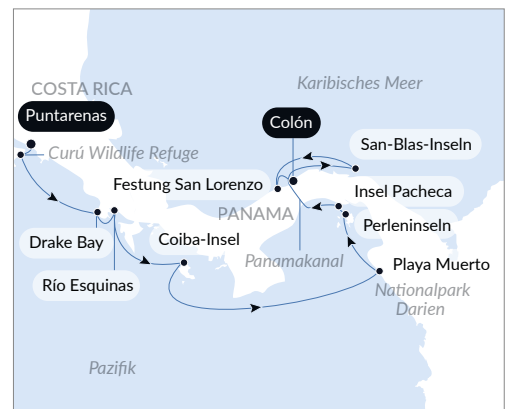 Karibisches Meer
COSTA RICA
Puntarenas
Colón
San-Blas-Inseln
Curú Wildlife Refuge
Festung San Lorenzo
Insel Pacheca
PANAMA
Perleninseln
Drake Bay
Coiba-Insel
Panamakanal
Playa Muerto
Río Esquinas
Nationalpark
Darien
Pazifik